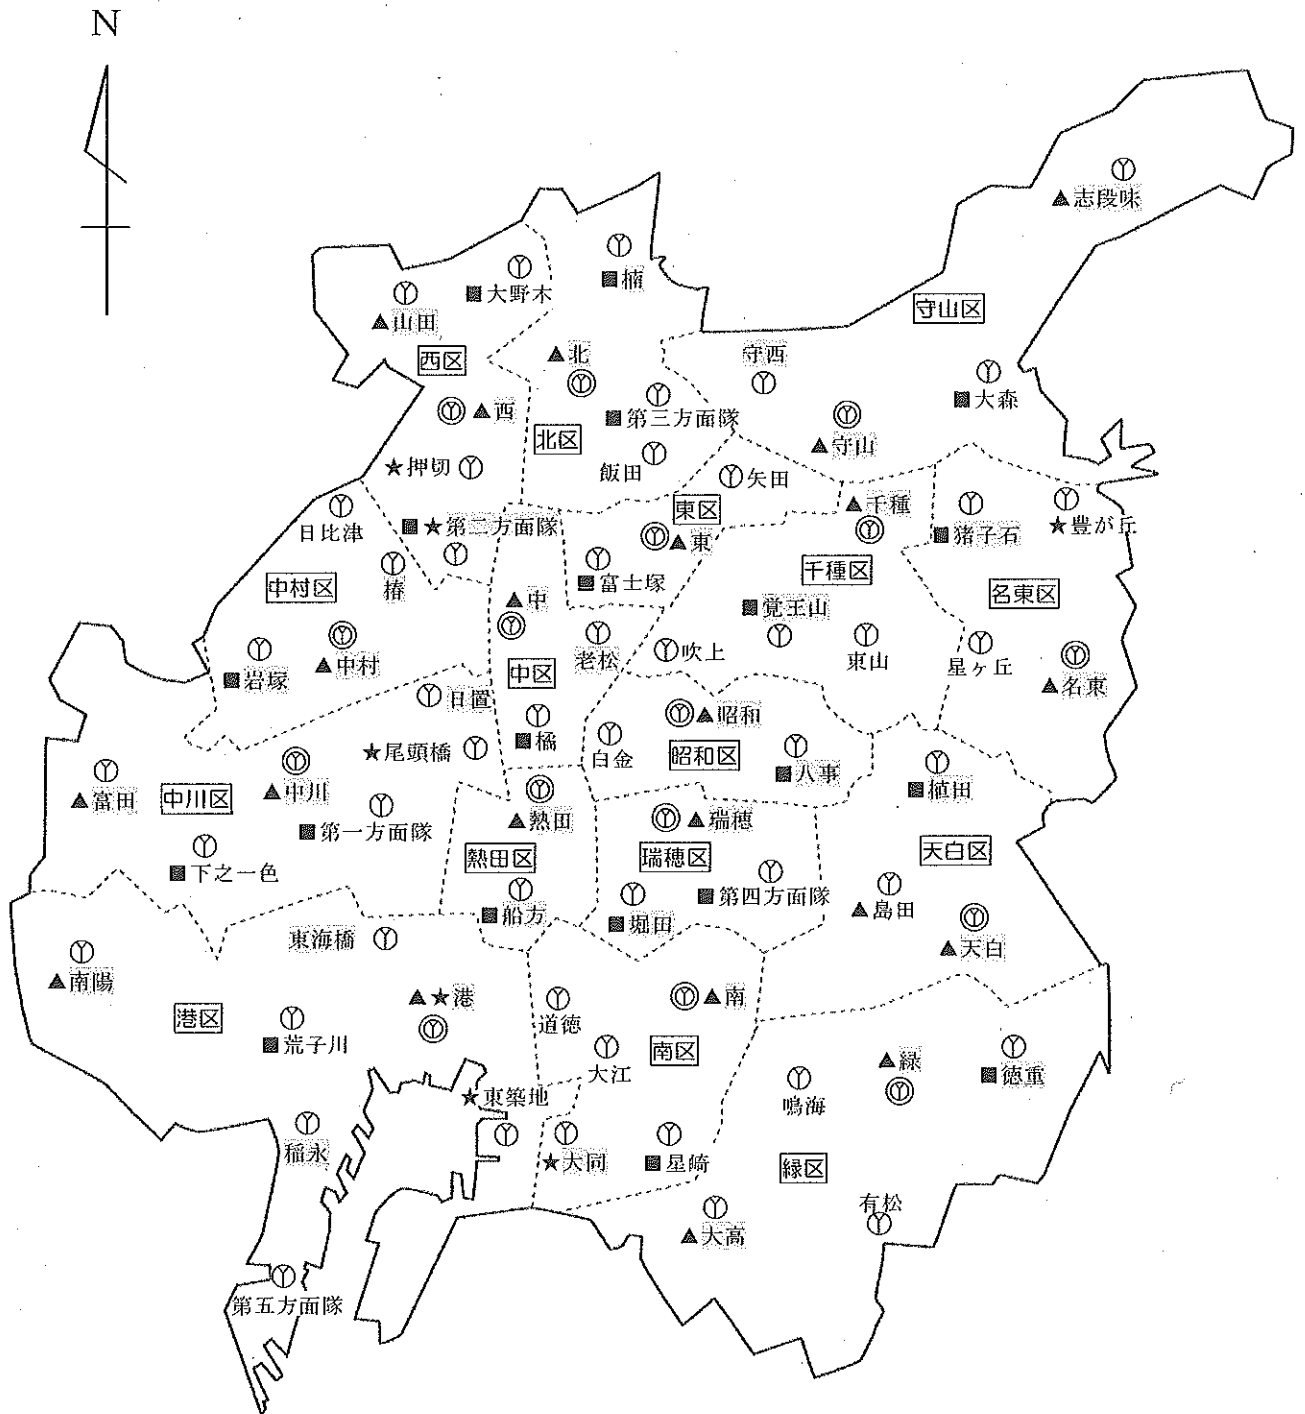 N
▲志段味
■楠
■大野木
▲山田
守山区
西区
▲北
守西
■大森
▲西
■第三方面隊
▲守山
北区
★押切
飯田
矢田
▲千種
日比津
東区
■猪子石
★豊が丘
■★第二方面隊
▲東
中村区
椿
■富士塚
千種区
名東区
▲中
■覚王山
老松
吹上
東山
星ヶ丘
▲中村
■岩塚
中区
▲名東
日置
▲昭和
■橘
白金
昭和区
★尾頭橋
■八事
■植田
▲富田
中川区
▲中川
▲熱田
▲瑞穂
■第一方面隊
熱田区
瑞穂区
天白区
■下之一色
■第四方面隊
▲島田
■船方
■堀田
東海橋
▲天白
▲南陽
▲★港
▲南
港区
道徳
■荒子川
南区
大江
▲緑
■徳重
★東築地
鳴海
稲永
★大同
■星崎
緑区
有松
▲大高
第五方面隊